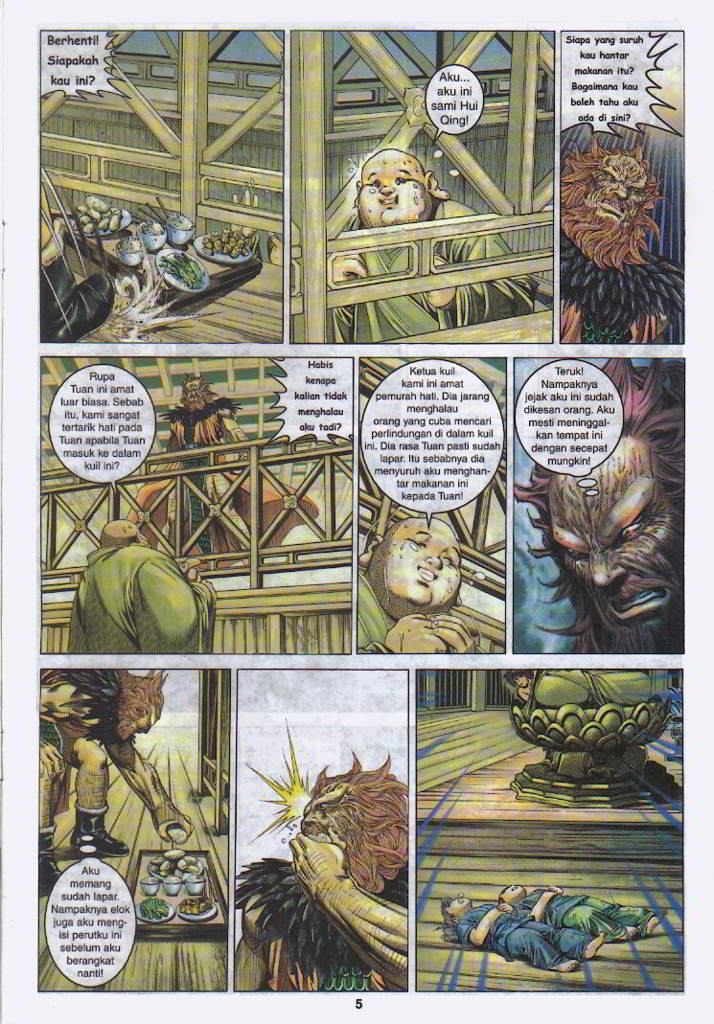 Berhenti!
Siapakah
kau ini?
Aku...
aku ini
sami Hui
Qing!
Siapa yang suruh
kau hantar
makanan itu?
Bagaimana kau
boleh tahu aku
ada di sini?
Rupa
Tuan ini amat
luar biasa. Sebab
itu, kami sangat
tertarik hati pada
Tuan apabila Tuan
masuk ke dalam
kuil ini?
Habis
kenapa
kalian tidak
menghalau
aku tadi?
Ketua kuil
kami ini amat
pemurah hati. Dia jarang
menghalau
orang yang cuba mencari
perlindungan di dalam kuil
ini. Dia rasa Tuan pasti sudah
lapar. Itu sebabnya dia
menyuruh aku menghan-
tar makanan ini
kepada Tuan!
Teruk!
Nampaknya
jejak aku ini sudah
dikesan orang. Aku
mesti meninggal-
kan tempat ini
dengan secepat
mungkin!
Aku
memang
sudah lapar.
Nampaknya elok
juga aku meng-
isi perutku ini
sebelum aku
berangkat
nanti!
5